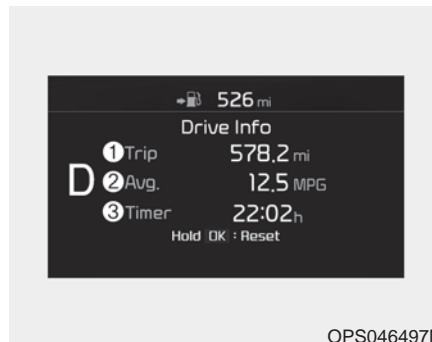 526 mi
Drive Info
1 Trip 578.2 mi
D
2 Avg. 12.5 MPG
3 Timer 22:02h
Hold OK : Reset